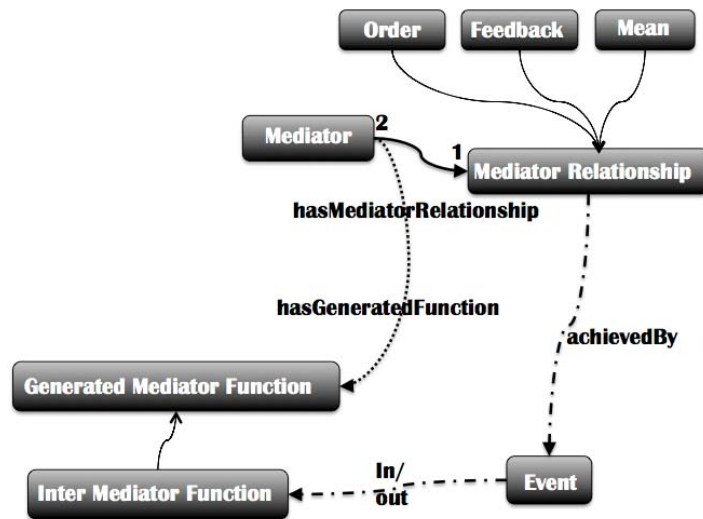 Order
Feedback
Mean
Mediator
2
1
Mediator Relationship
hasMediatorRelationship
hasGeneratedFunction
achievedBy
Generated Mediator Function
Inter Mediator Function
In/
out
Event